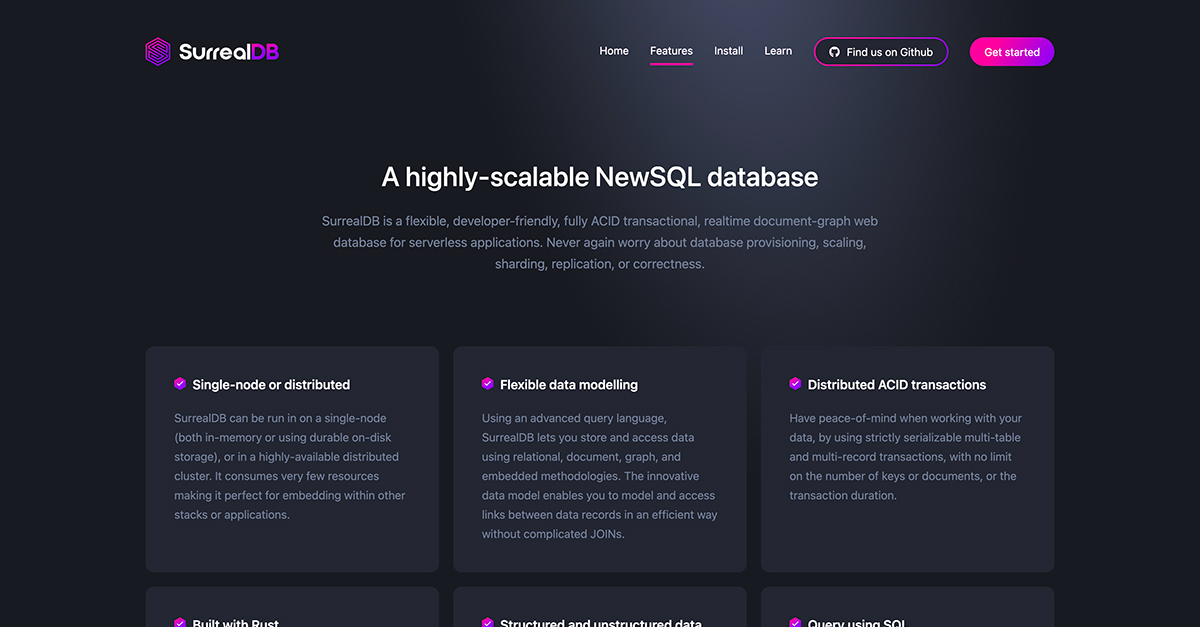 SurrealDB
Home Features Install Learn Find us on Github Get started
A highly-scalable NewSQL database
SurrealDB is a flexible, developer-friendly, fully ACID transactional, realtime document-graph web
database for serverless applications. Never again worry about database provisioning, scaling,
sharding, replication, or correctness.
Single-node or distributed
SurrealDB can be run in on a single-node
(both in-memory or using durable on-disk
storage), or in a highly-available distributed
cluster. It consumes very few resources
making it perfect for embedding within other
stacks or applications.
Flexible data modelling
Using an advanced query language,
SurrealDB lets you store and access data
using relational, document, graph, and
embedded methodologies. The innovative
data model enables you to model and access
links between data records in an efficient way
without complicated JOINs.
Distributed ACID transactions
Have peace-of-mind when working with your
data, by using strictly serializable multi-table
and multi-record transactions, with no limit
on the number of keys or documents, or the
transaction duration.
Built with Rust
Structured and unstructured data
Query using SQL